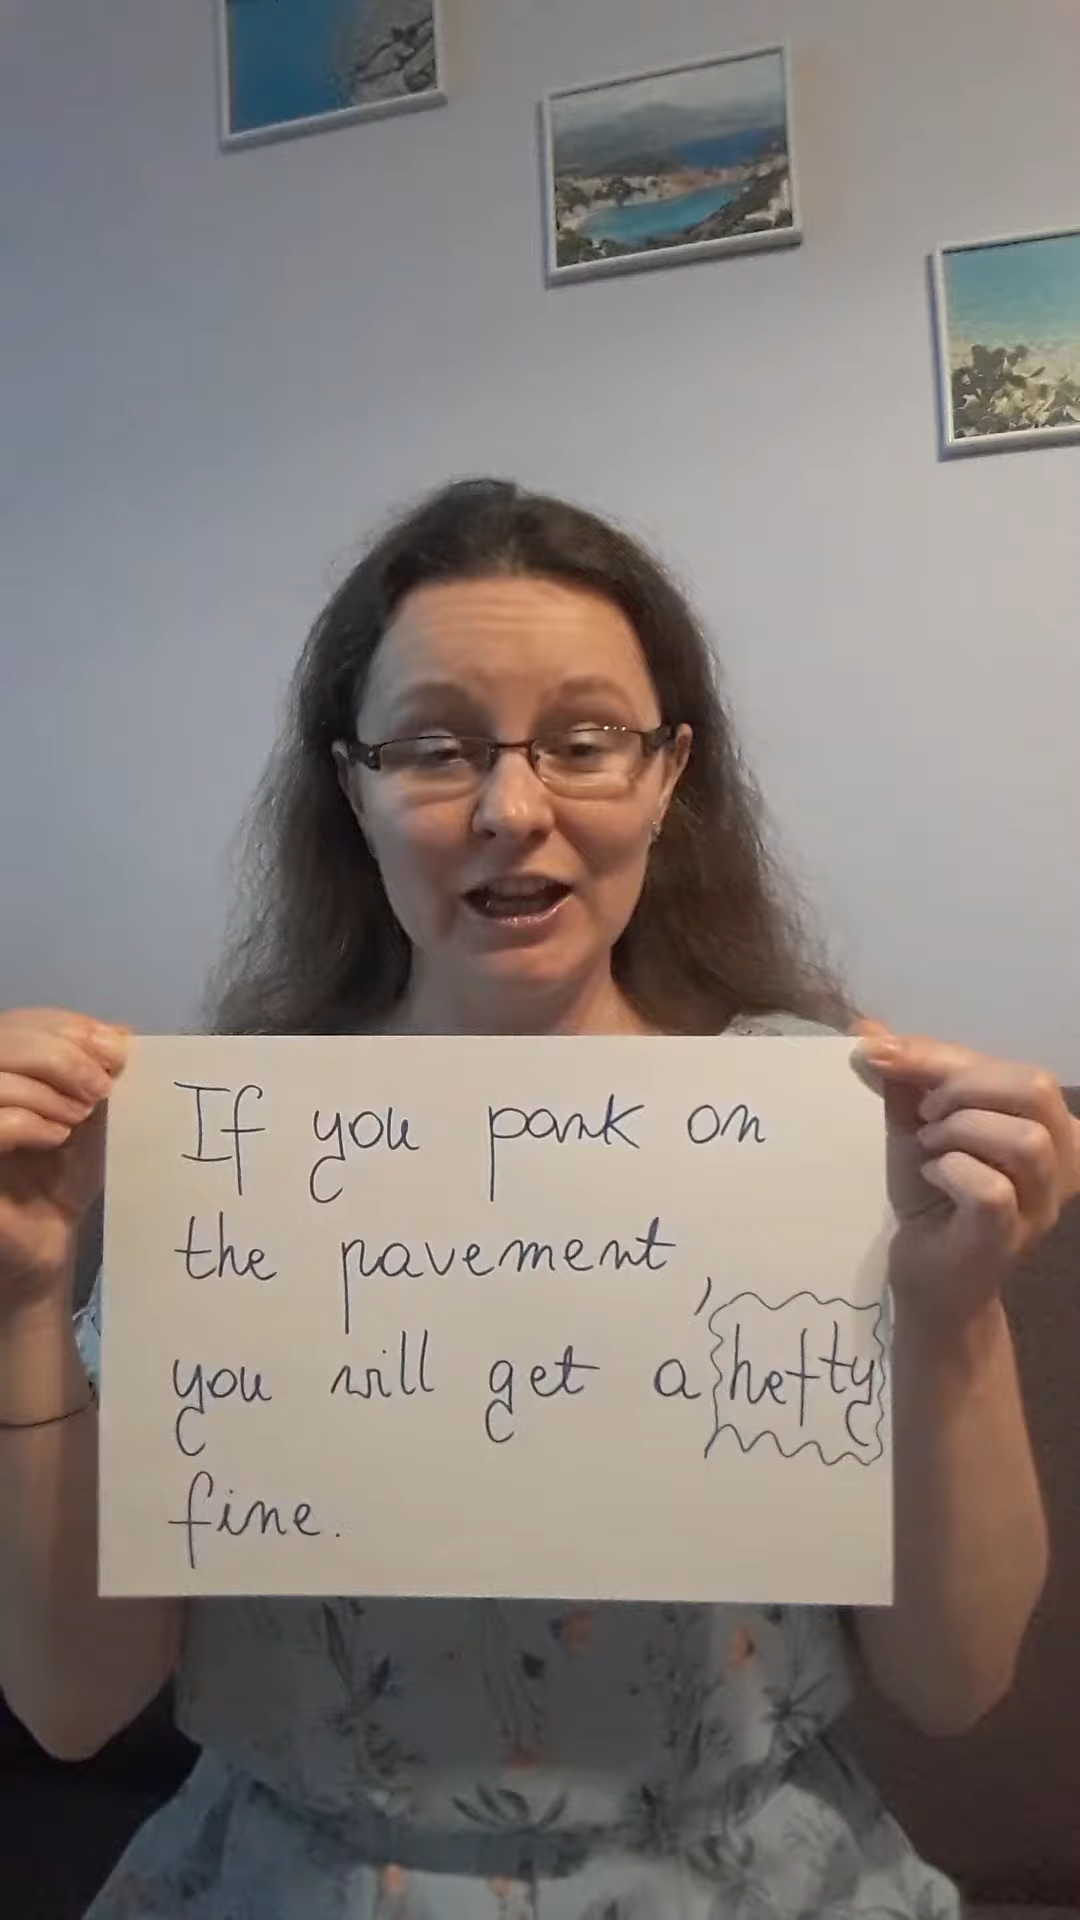 If you park on
the pavement,
you will get a hefty
fine.